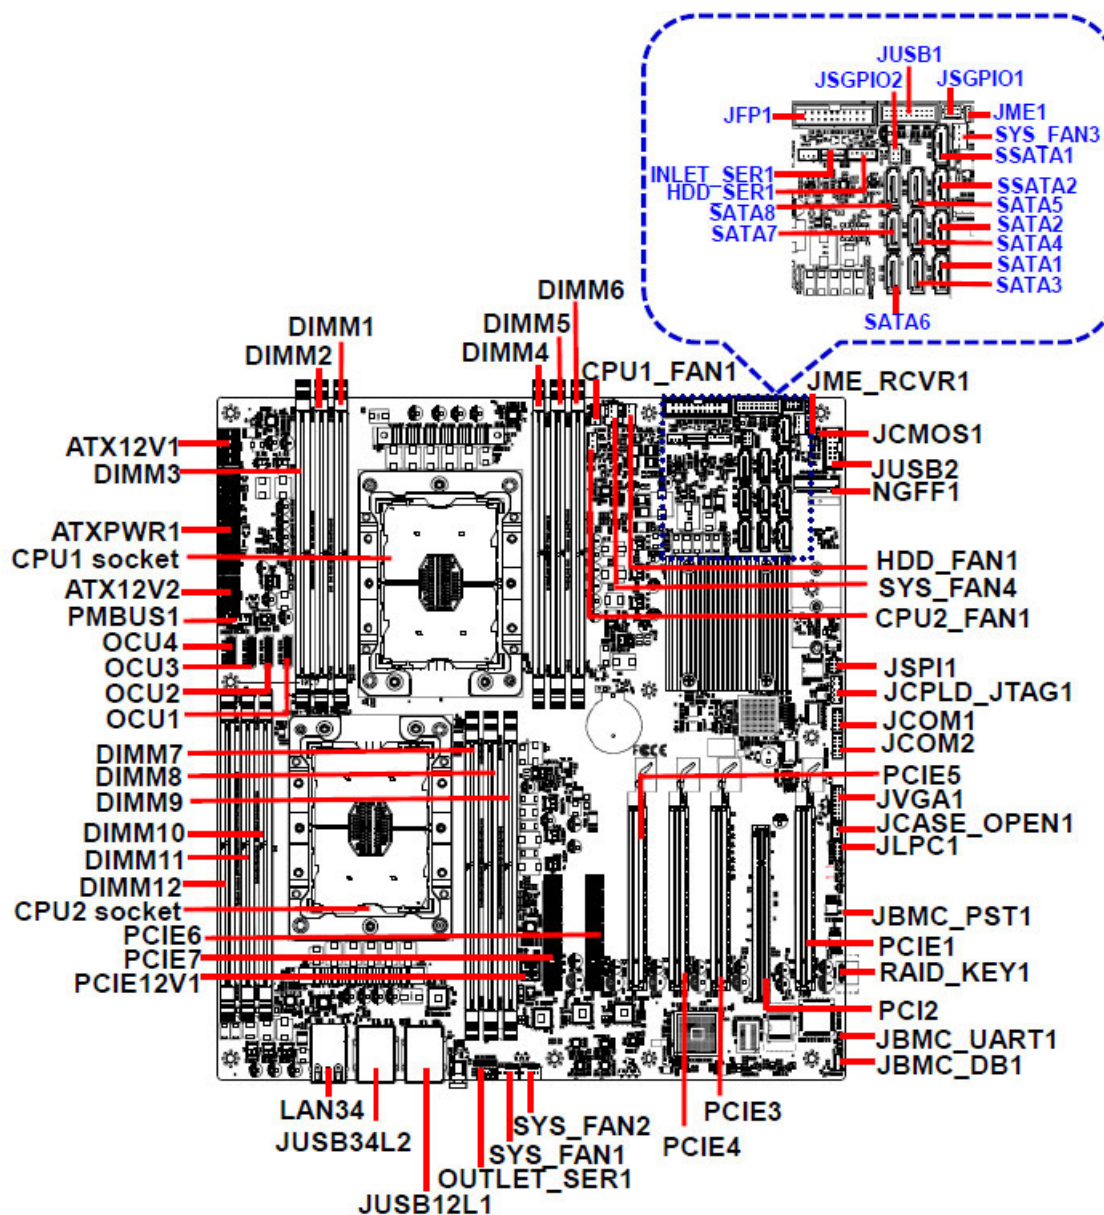 JUSB1
JSGPIO2
JSGPIO1
JFP1
JME1
SYS_FAN3
SSATA1
INLET_SER1
HDD_SER1
SSATA2
SATA5
SATA8
SATA2
SATA7
SATA4
SATA1
SATA3
SATA6
DIMM6
DIMM1
DIMM5
DIMM2
DIMM4
CPU1_FAN1
JME_RCVR1
ATX12V1
JCMOS1
DIMM3
JUSB2
NGFF1
ATXPWR1
CPU1 socket
HDD_FAN1
ATX12V2
SYS_FAN4
PMBUS1
CPU2_FAN1
OCU4
OCU3
JSPI1
OCU2
JCPLD_JTAG1
OCU1
JCOM1
JCOM2
DIMM7
FC CE
DIMM8
PCIE5
DIMM9
JVGA1
DIMM10
JCASE_OPEN1
DIMM11
JLPC1
DIMM12
CPU2 socket
JBMC_PST1
PCIE6
PCIE1
PCIE7
RAID_KEY1
PCIE12V1
PCI2
JBMC_UART1
JBMC_DB1
LAN34
PCIE3
JUSB34L2
SYS_FAN2
PCIE4
SYS_FAN1
OUTLET_SER1
JUSB12L1